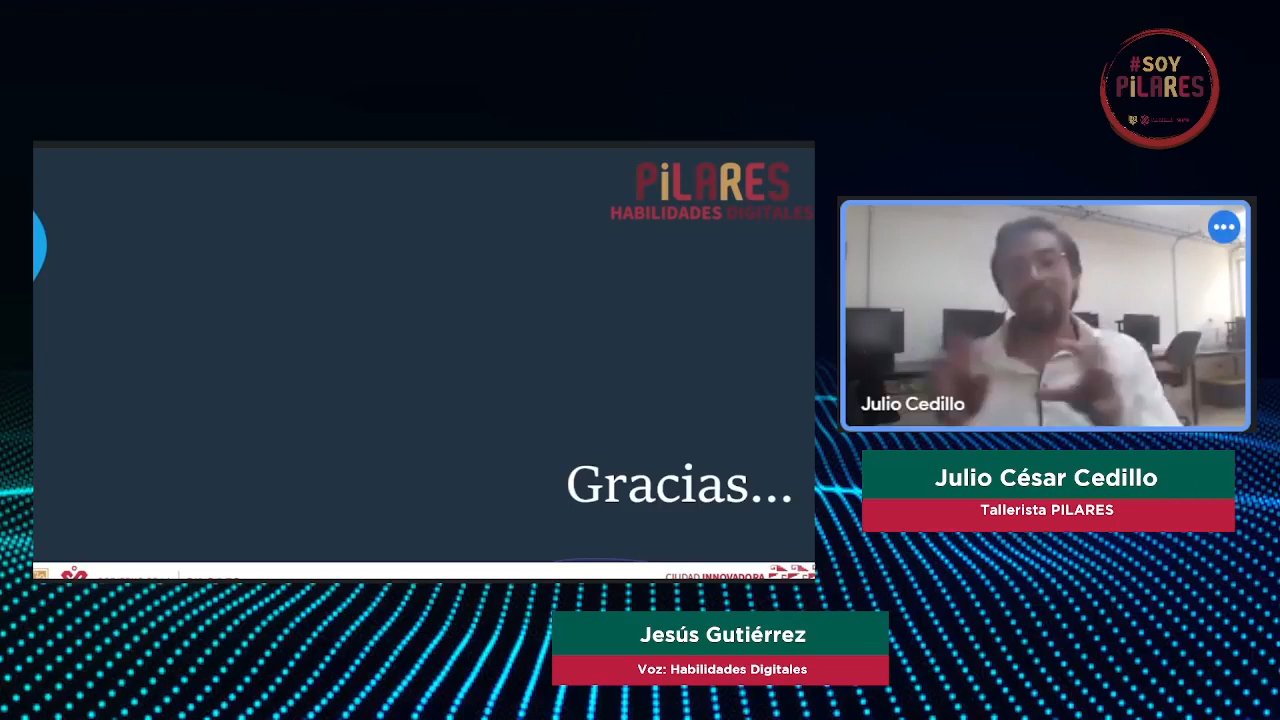 #SOY
PiLARES
PiLARES
HABILIDADES DIGITALES
Gracias...
CIUDAD INNOVADORA
Julio Cedillo
Julio César Cedillo
Tallerista PILARES
Jesús Gutiérrez
Voz: Habilidades Digitales